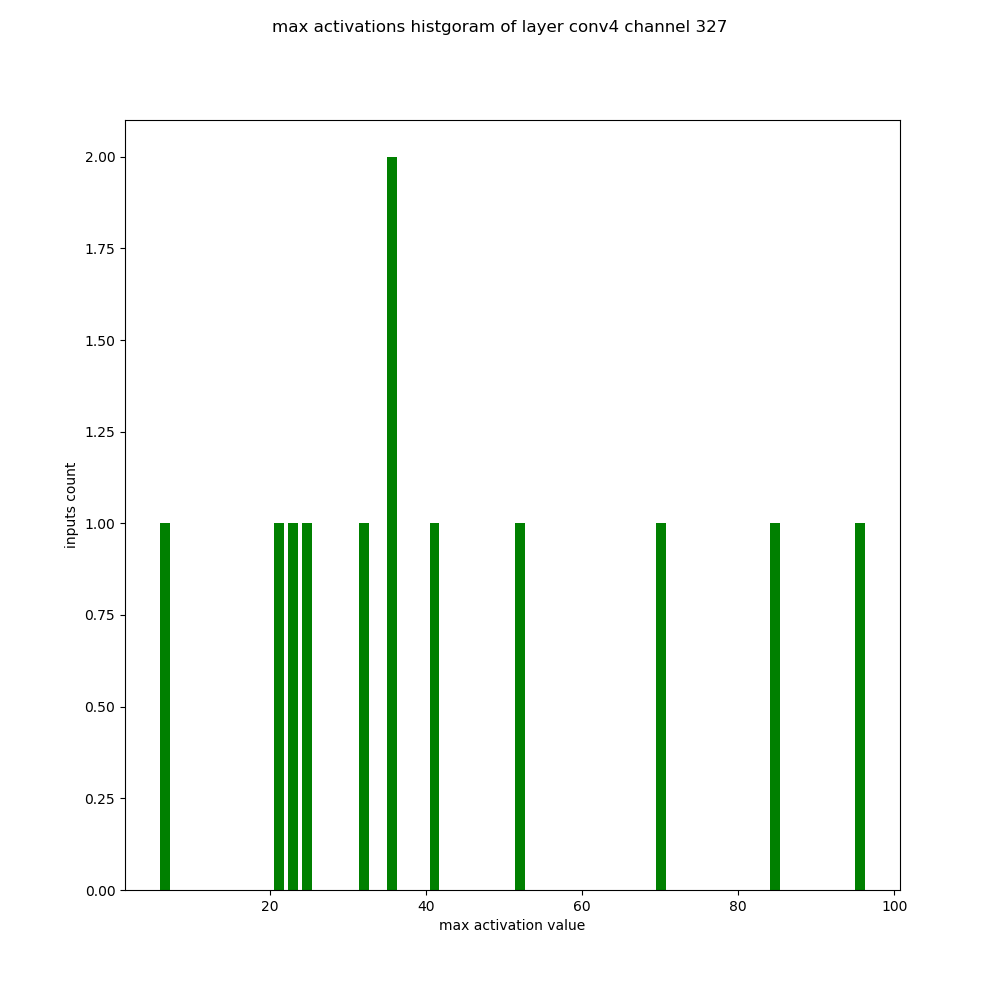 max activations histgoram of layer conv4 channel 327
2.00
1.75
1.50
1.25
1.00
0.75
0.50
0.25
0.00
inputs count
20 40 60 80 100
max activation value